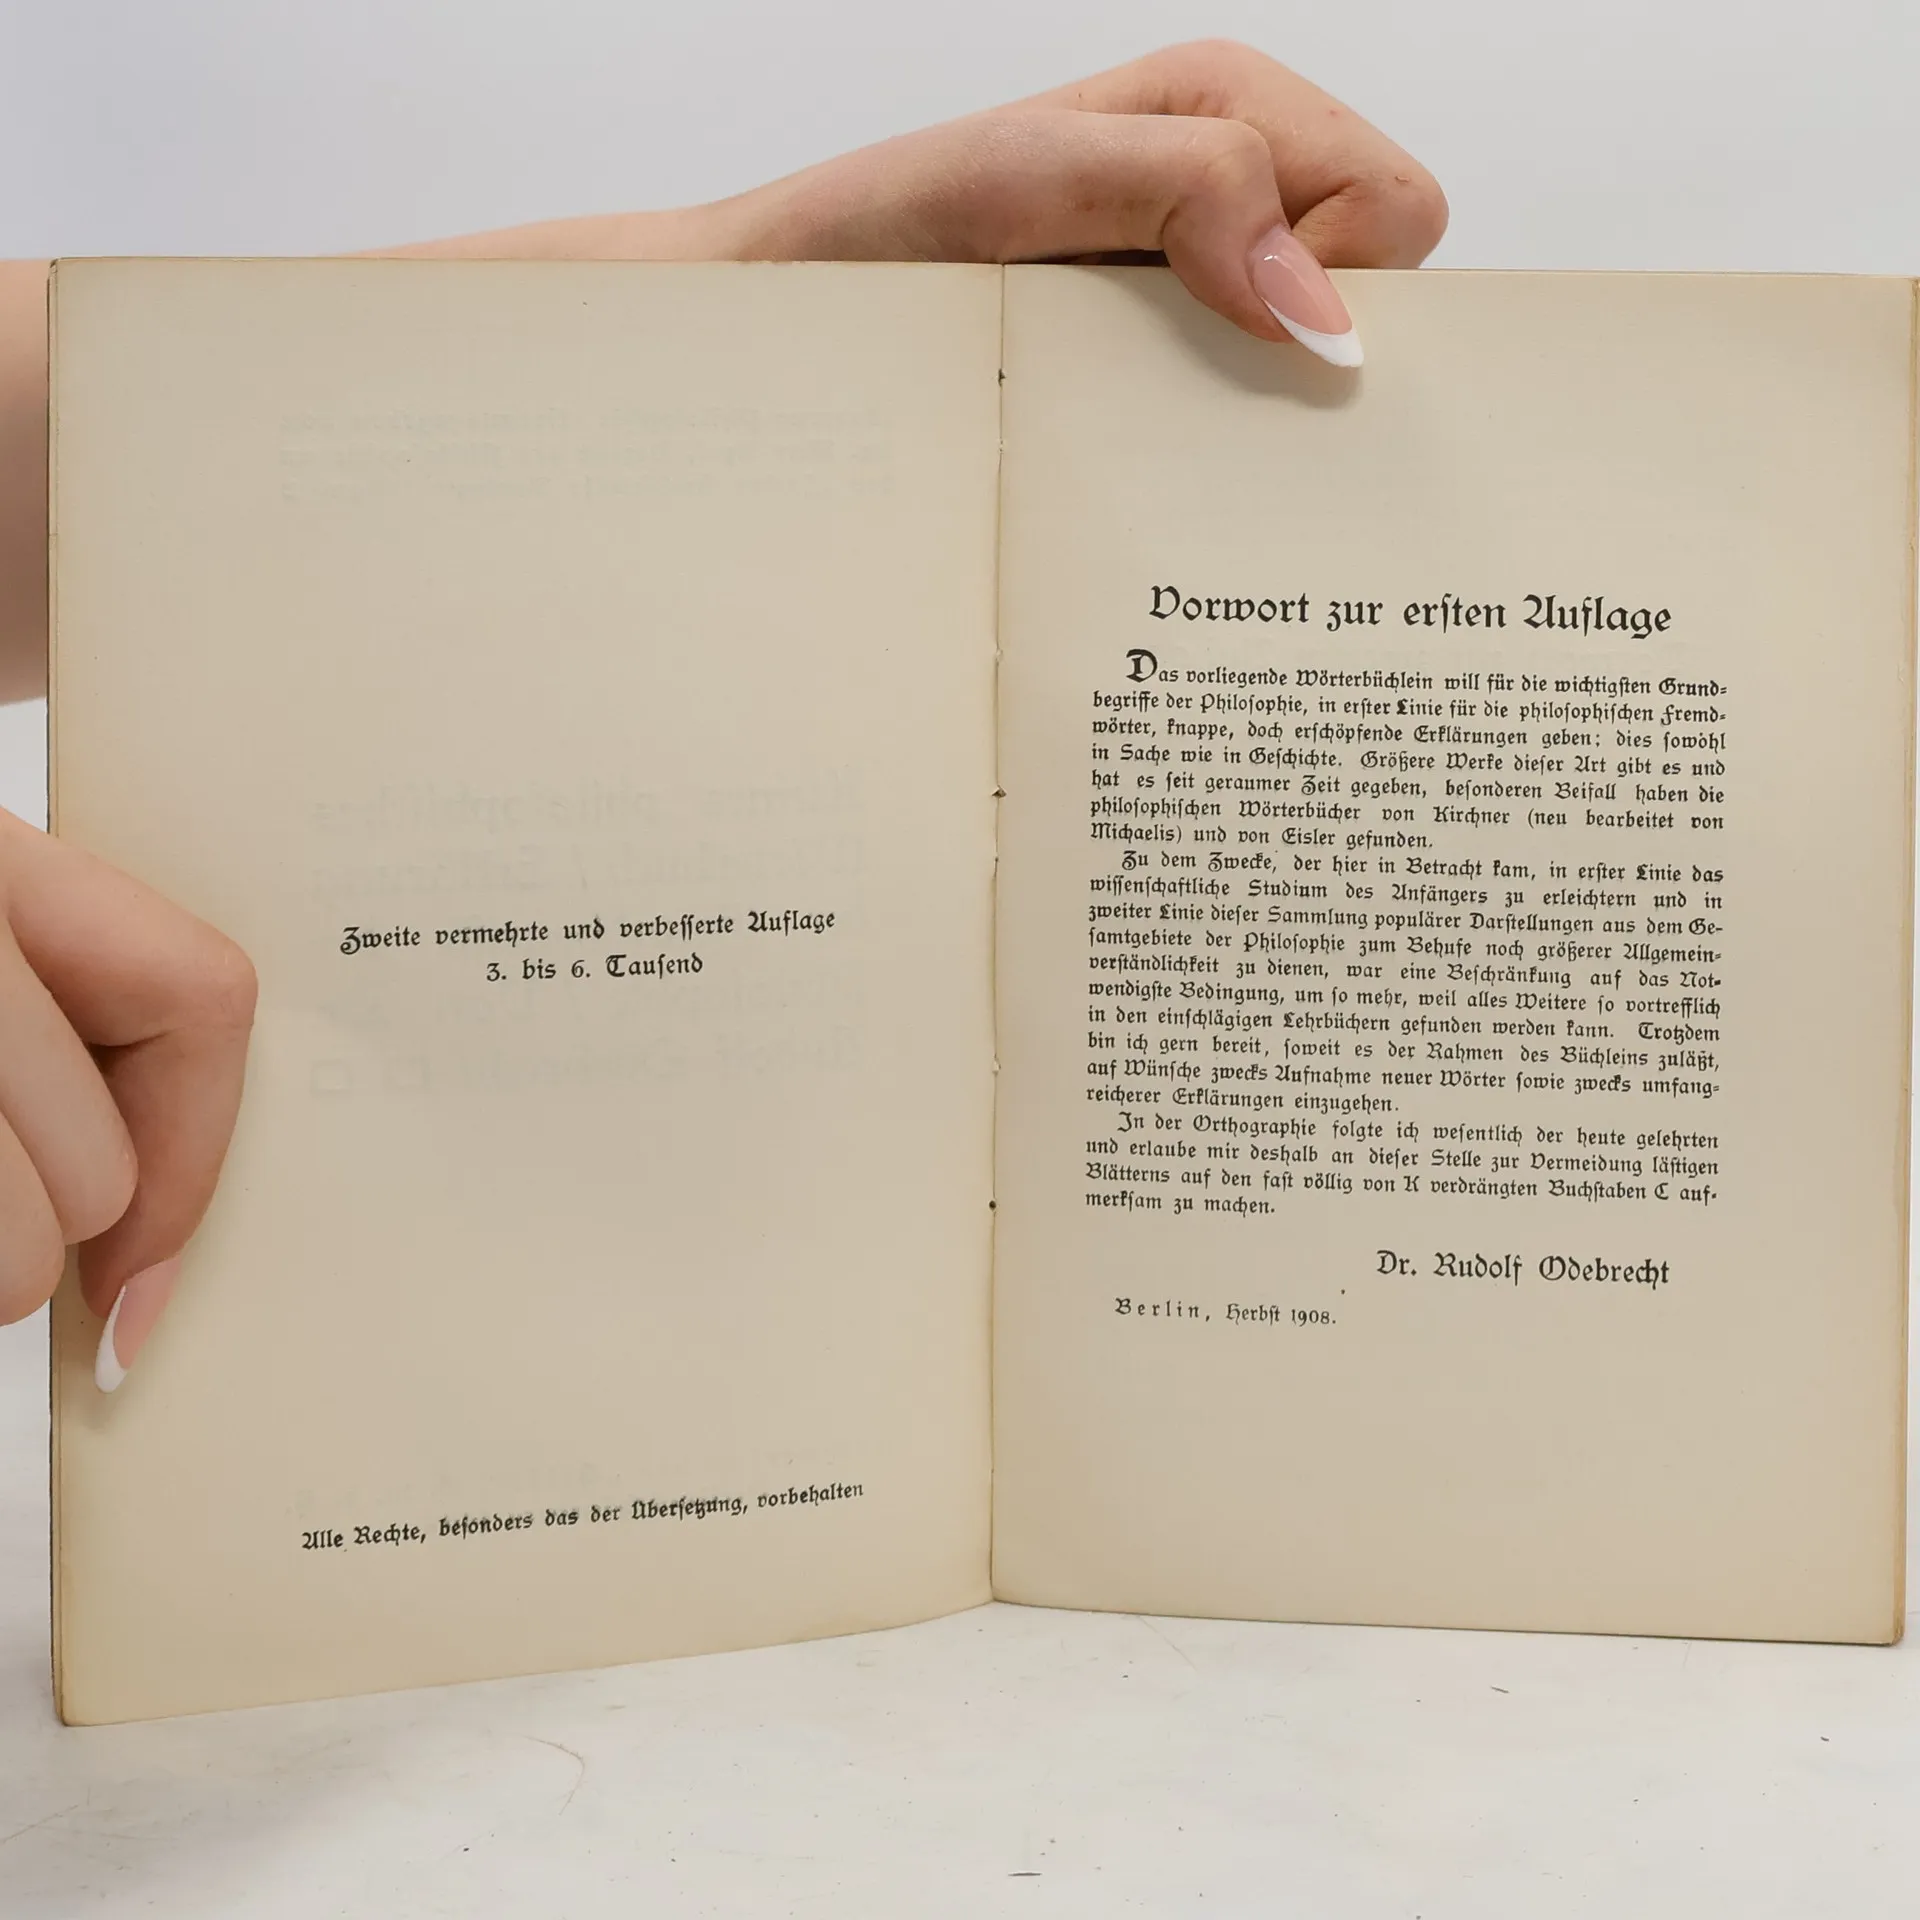 Zweite vermehrte und verbesserte Auflage
3. bis 6. Tausend
Alle Rechte, besonders das der Übersetzung, vorbehalten
Vorwort zur ersten Auflage
Das vorliegende Wörterbüchlein will für die wichtigsten Grund-
begriffe der Philosophie, in erster Linie für die philosophischen Fremd-
wörter, knappe, doch erschöpfende Erklärungen geben; dies sowohl
in Sache wie in Geschichte. Größere Werke dieser Art gibt es und
hat es seit geraumer Zeit gegeben, besonderen Beifall haben die
philosophischen Wörterbücher von Kirchner (neu bearbeitet von
Michaelis) und von Eisler gefunden.
Zu dem Zwecke, der hier in Betracht kam, in erster Linie das
wissenschaftliche Studium des Anfängers zu erleichtern und in
zweiter Linie dieser Sammlung populärer Darstellungen aus dem Ge-
samtgebiete der Philosophie zum Behufe noch größerer Allgemein-
verständlichkeit zu dienen, war eine Beschränkung auf das Not-
wendigste Bedingung, um so mehr, weil alles Weitere so vortrefflich
in den einschlägigen Lehrbüchern gefunden werden kann. Trotzdem
bin ich gern bereit, soweit es der Rahmen des Büchleins zuläßt,
auf Wünsche zwecks Aufnahme neuer Wörter sowie zwecks umfang-
reicherer Erklärungen einzugehen.
In der Orthographie folgte ich wesentlich der heute gelehrten
und erlaube mir deshalb an dieser Stelle zur Vermeidung lästigen
Blätterns auf den fast völlig von K verdrängten Buchstaben C auf-
merksam zu machen.
Dr. Rudolf Odebrecht
Berlin, Herbst 1908.